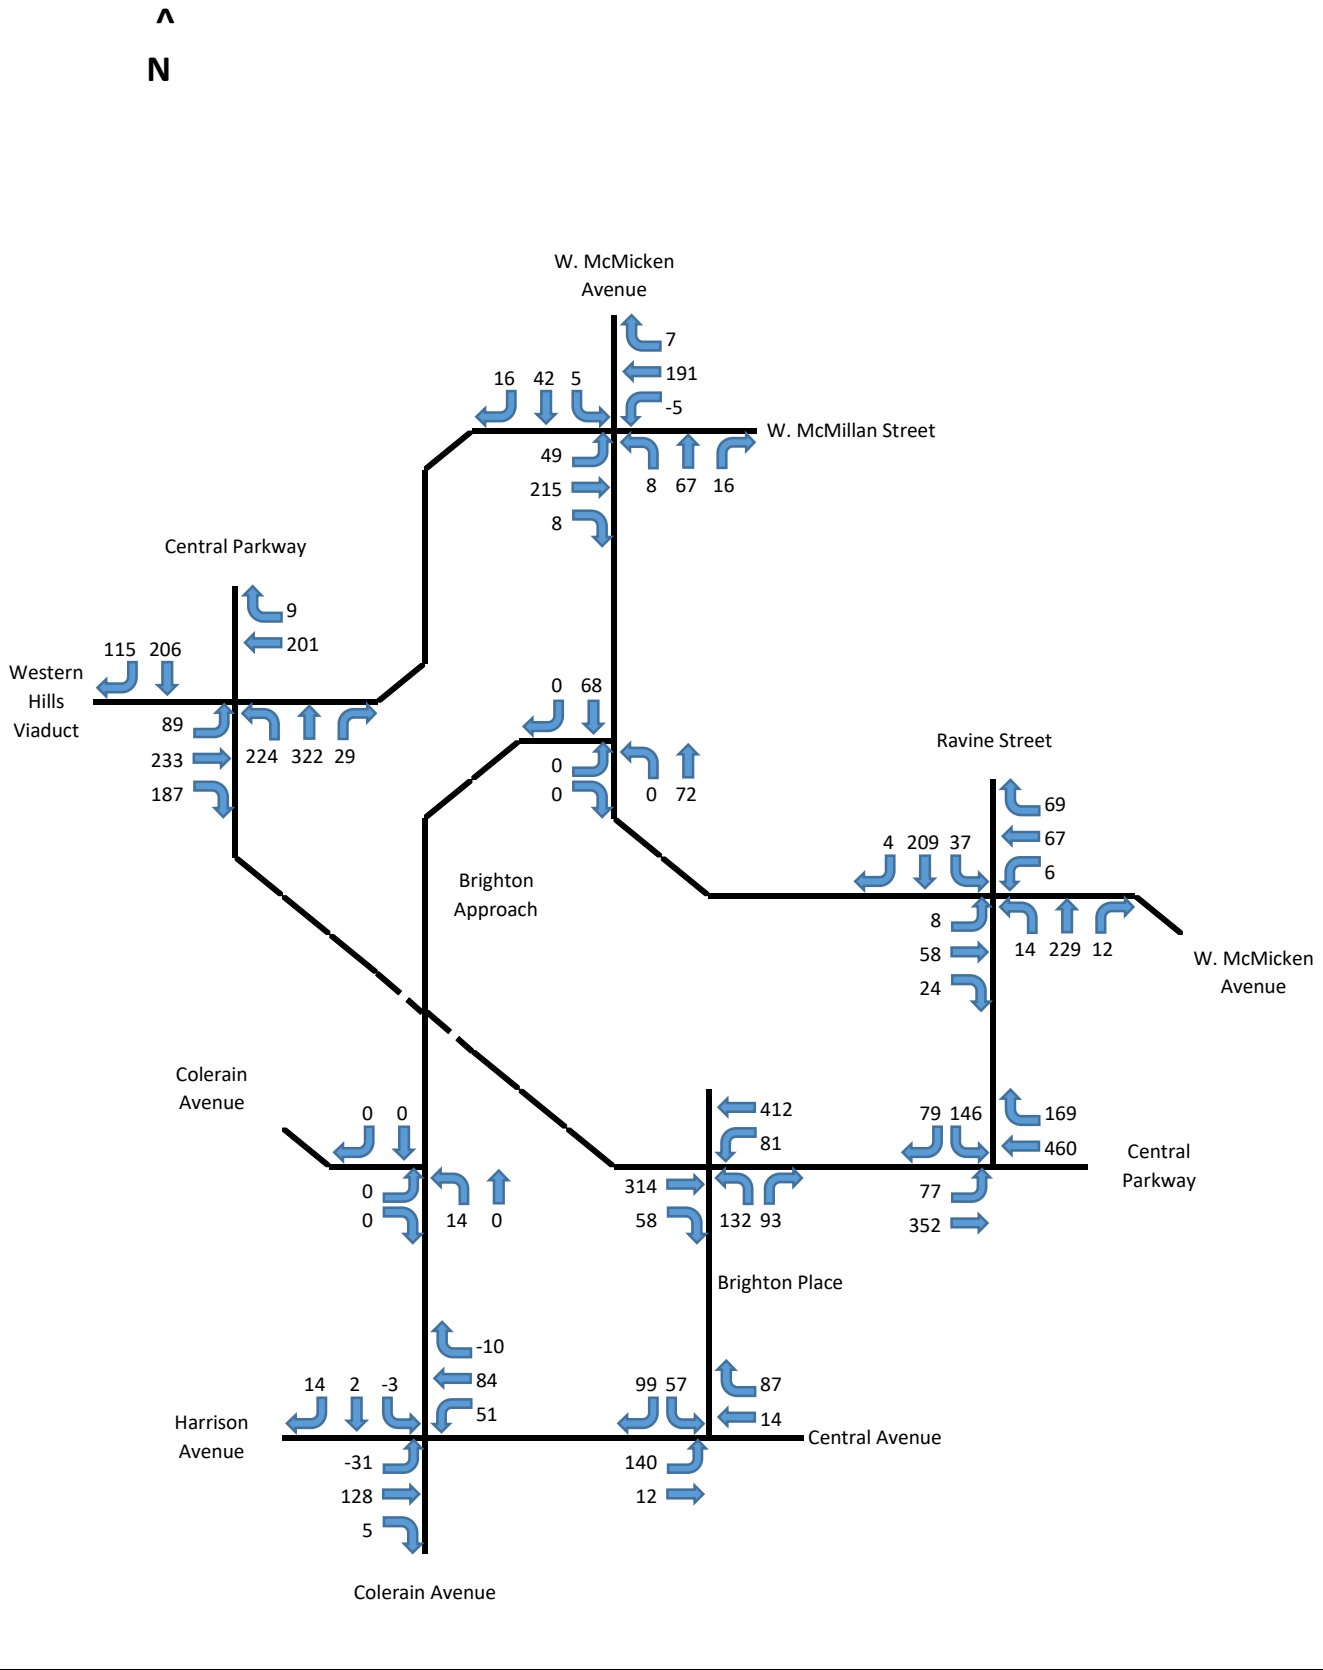 ^
N
W. McMicken
Avenue
7
191
-5
16 42 5
W. McMillan Street
49
215
8
8 67 16
Central Parkway
9
201
115 206
Western
Hills
Viaduct
89
233
187
224 322 29
0 68
0
0
0 72
Ravine Street
69
67
6
4 209 37
8
58
24
14 229 12
W. McMicken
Avenue
Brighton
Approach
Colerain
Avenue
0 0
0
0
14 0
412
81
314
58
132 93
79 146
169
460
Central
Parkway
77
352
Brighton Place
-10
84
51
14 2 -3
Harrison
Avenue
-31
128
5
99 57
87
14
Central Avenue
140
12
Colerain Avenue